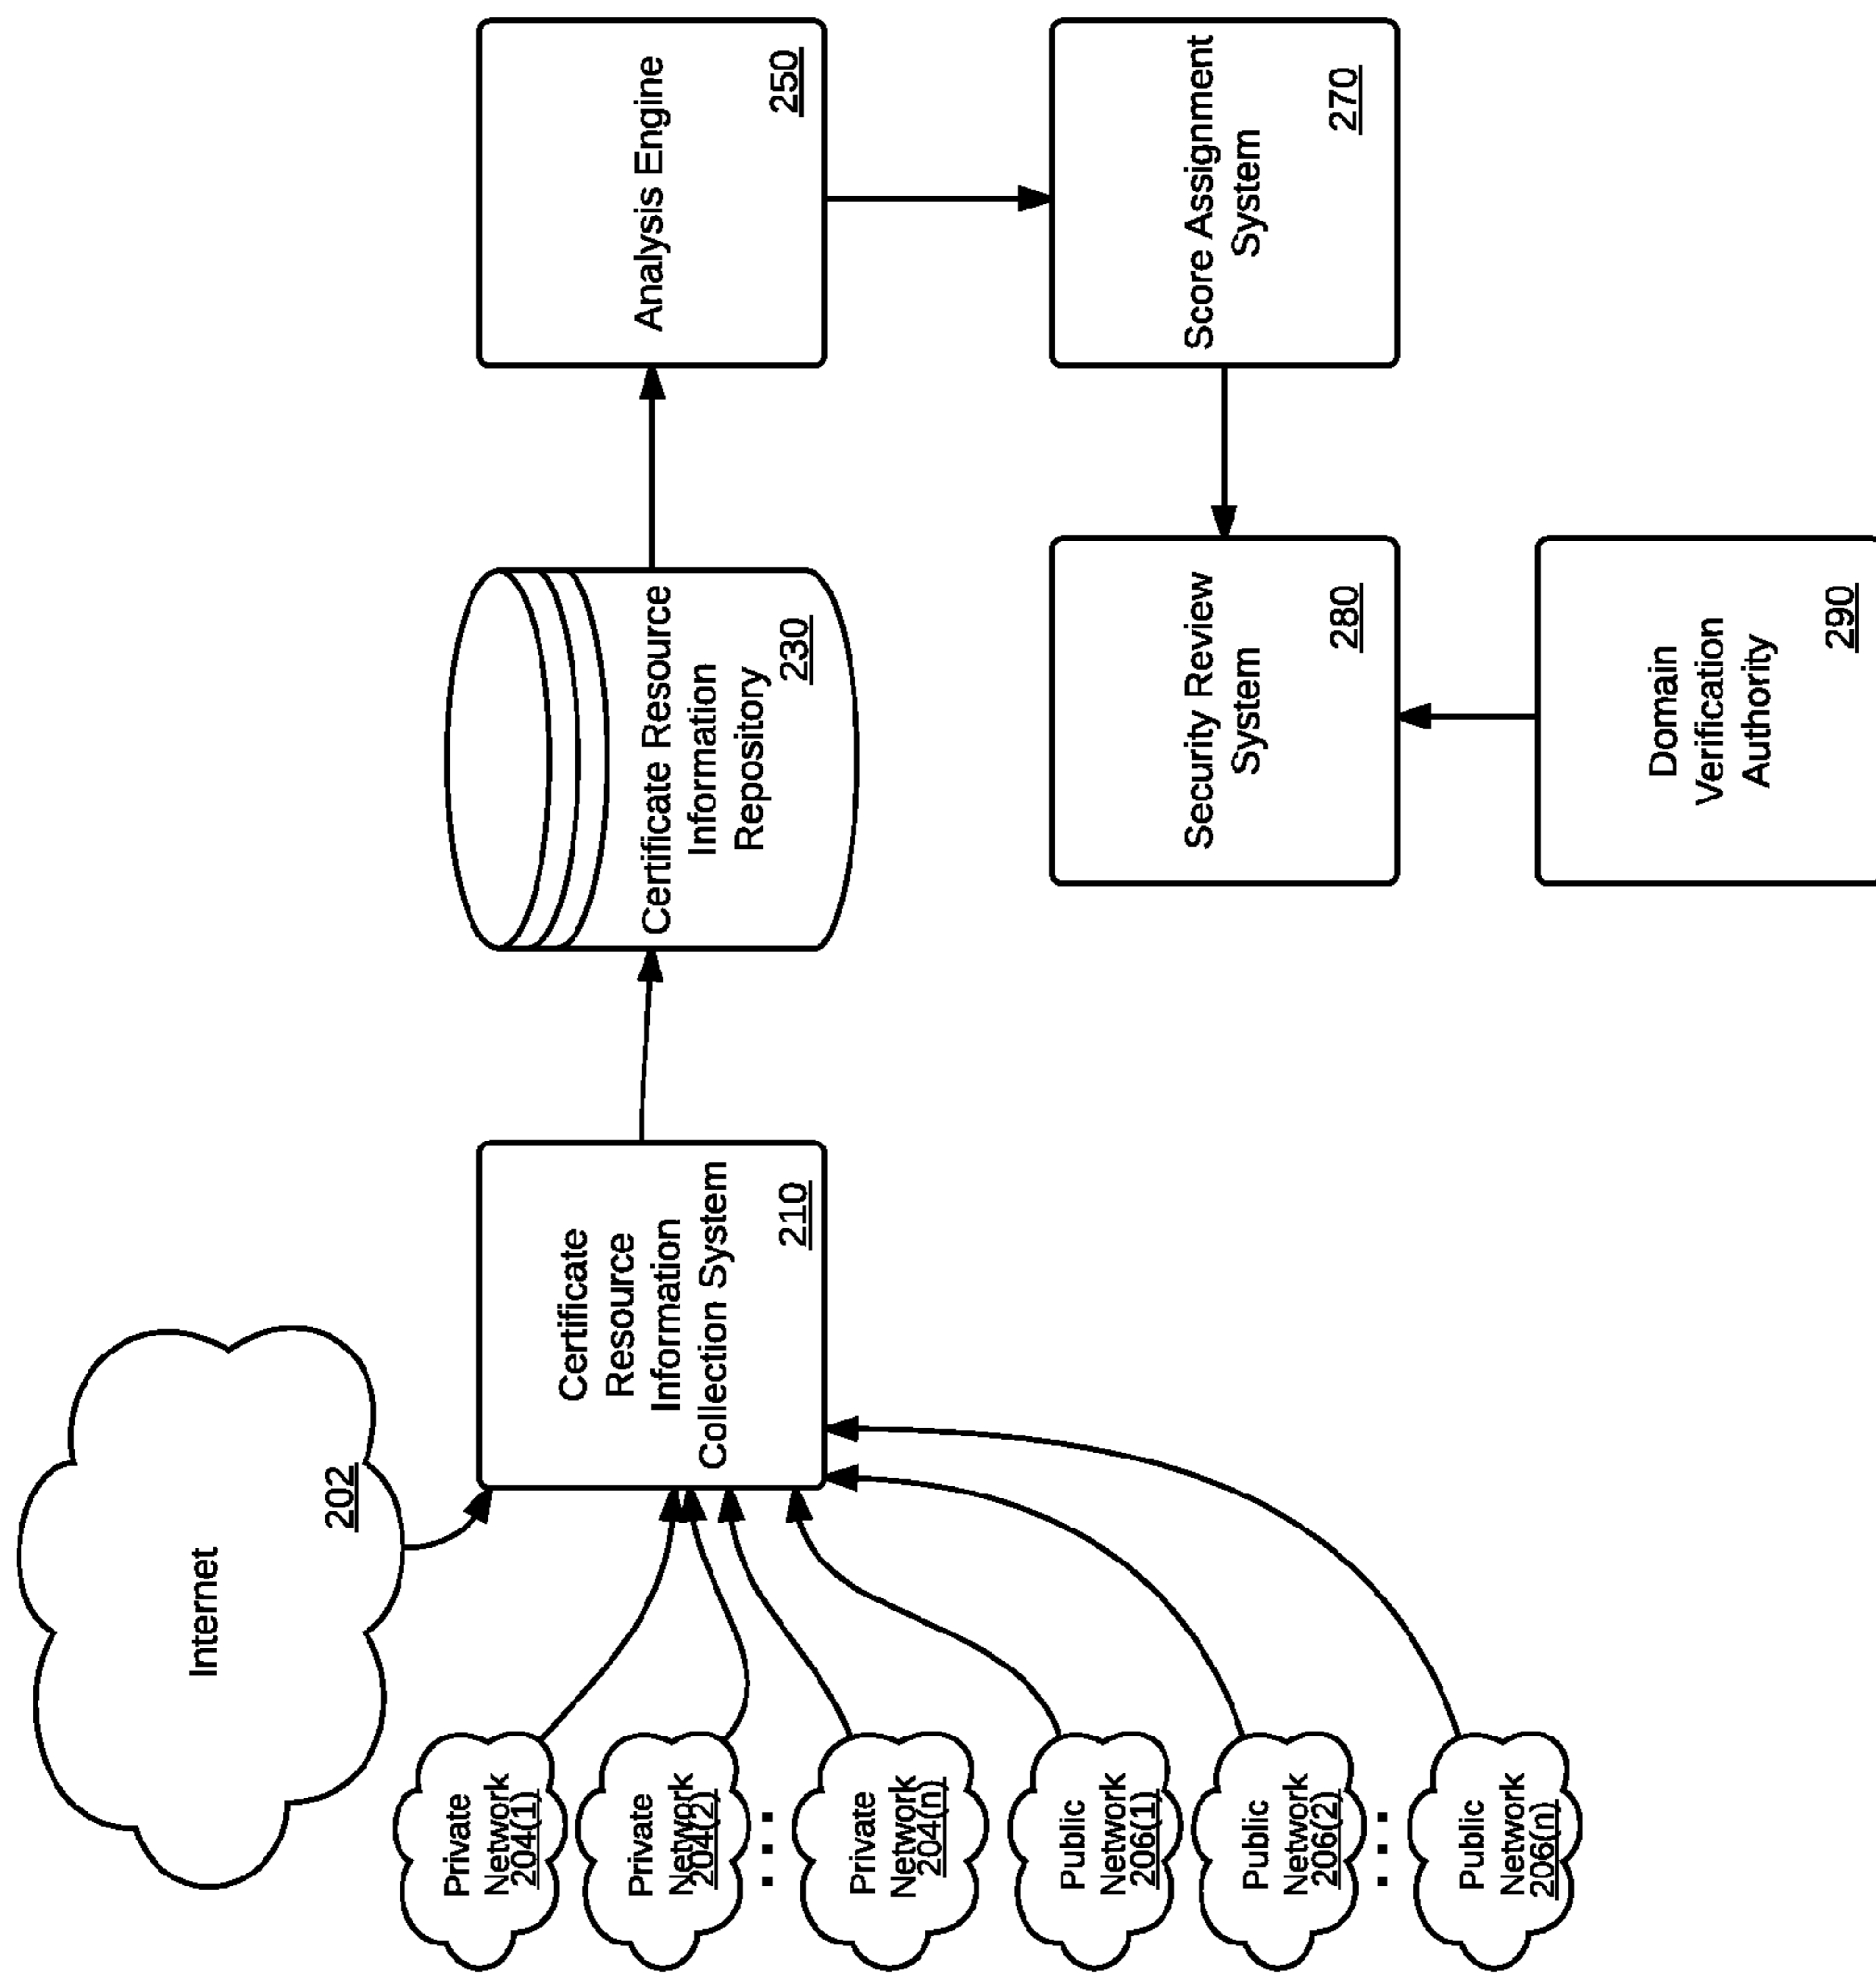 Internet
202
Private
Network
204(1)
Private
Network
204(2)
Private
Network
204(n)
Public
Network
206(1)
Public
Network
206(2)
Public
Network
206(n)
Certificate
Resource
Information
Collection System
210
Certificate Resource
Information
Repository
230
Analysis Engine
250
Score Assignment
System
270
Security Review
System
280
Domain
Verification
Authority
290